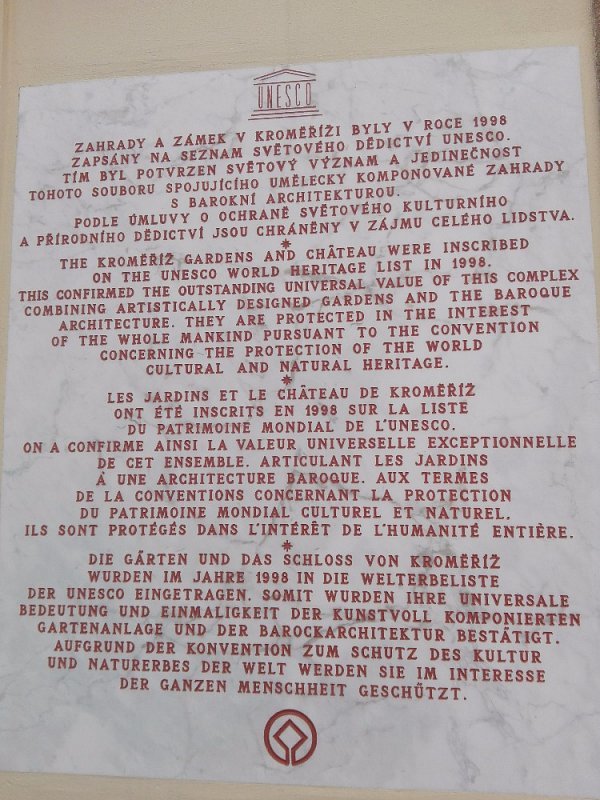 UNESCO
ZAHRADY A ZÁMEK V KROMĚŘÍŽI BYLY V ROCE 1998
ZAPSÁNY NA SEZNAM SVĚTOVÉHO DĚDICTVÍ UNESCO.
TÍM BYL POTVRZEN SVĚTOVÝ VÝZNAM A JEDINEČNOST
TOHOTO SOUBORU SPOJUJÍCÍHO UMĚLECKY KOMPONOVANÉ ZAHRADY
S BAROKNÍ ARCHITEKTUROU.
PODLE ÚMLUVY O OCHRANĚ SVĚTOVÉHO KULTURNÍHO
A PŘÍRODNÍHO DĚDICTVÍ JSOU CHRÁNĚNY V ZÁJMU CELÉHO LIDSTVA.
*
THE KROMĚŘÍŽ GARDENS AND CHÂTEAU WERE INSCRIBED
ON THE UNESCO WORLD HERITAGE LIST IN 1998.
THIS CONFIRMED THE OUTSTANDING UNIVERSAL VALUE OF THIS COMPLEX
COMBINING ARTISTICALLY DESIGNED GARDENS AND THE BAROQUE
ARCHITECTURE. THEY ARE PROTECTED IN THE INTEREST
OF THE WHOLE MANKIND PURSUANT TO THE CONVENTION
CONCERNING THE PROTECTION OF THE WORLD
CULTURAL AND NATURAL HERITAGE.
*
LES JARDINS ET LE CHÂTEAU DE KROMĚŘÍŽ
ONT ÉTÉ INSCRITS EN 1998 SUR LA LISTE
DU PATRIMOINE MONDIAL DE L'UNESCO.
ON A CONFIRME AINSI LA VALEUR UNIVERSELLE EXCEPTIONNELLE
DE CET ENSEMBLE. ARTICULANT LES JARDINS
À UNE ARCHITECTURE BAROQUE. AUX TERMES
DE LA CONVENTIONS CONCERNANT LA PROTECTION
DU PATRIMOINE MONDIAL CULTUREL ET NATUREL.
ILS SONT PROTÉGÉS DANS L'INTÉRÊT DE L'HUMANITÉ ENTIÈRE.
*
DIE GÄRTEN UND DAS SCHLOSS VON KROMĚŘÍŽ
WURDEN IM JAHRE 1998 IN DIE WELTERBELISTE
DER UNESCO EINGETRAGEN. SOMIT WURDEN IHRE UNIVERSALE
BEDEUTUNG UND EINMALIGKEIT DER KUNSTVOLL KOMPONIERTEN
GARTENANLAGE UND DER BAROCKARCHITEKTUR BESTÄTIGT.
AUFGRUND DER KONVENTION ZUM SCHUTZ DES KULTUR
UND NATURERBES DER WELT WERDEN SIE IM INTERESSE
DER GANZEN MENSCHHEIT GESCHŰTZT.